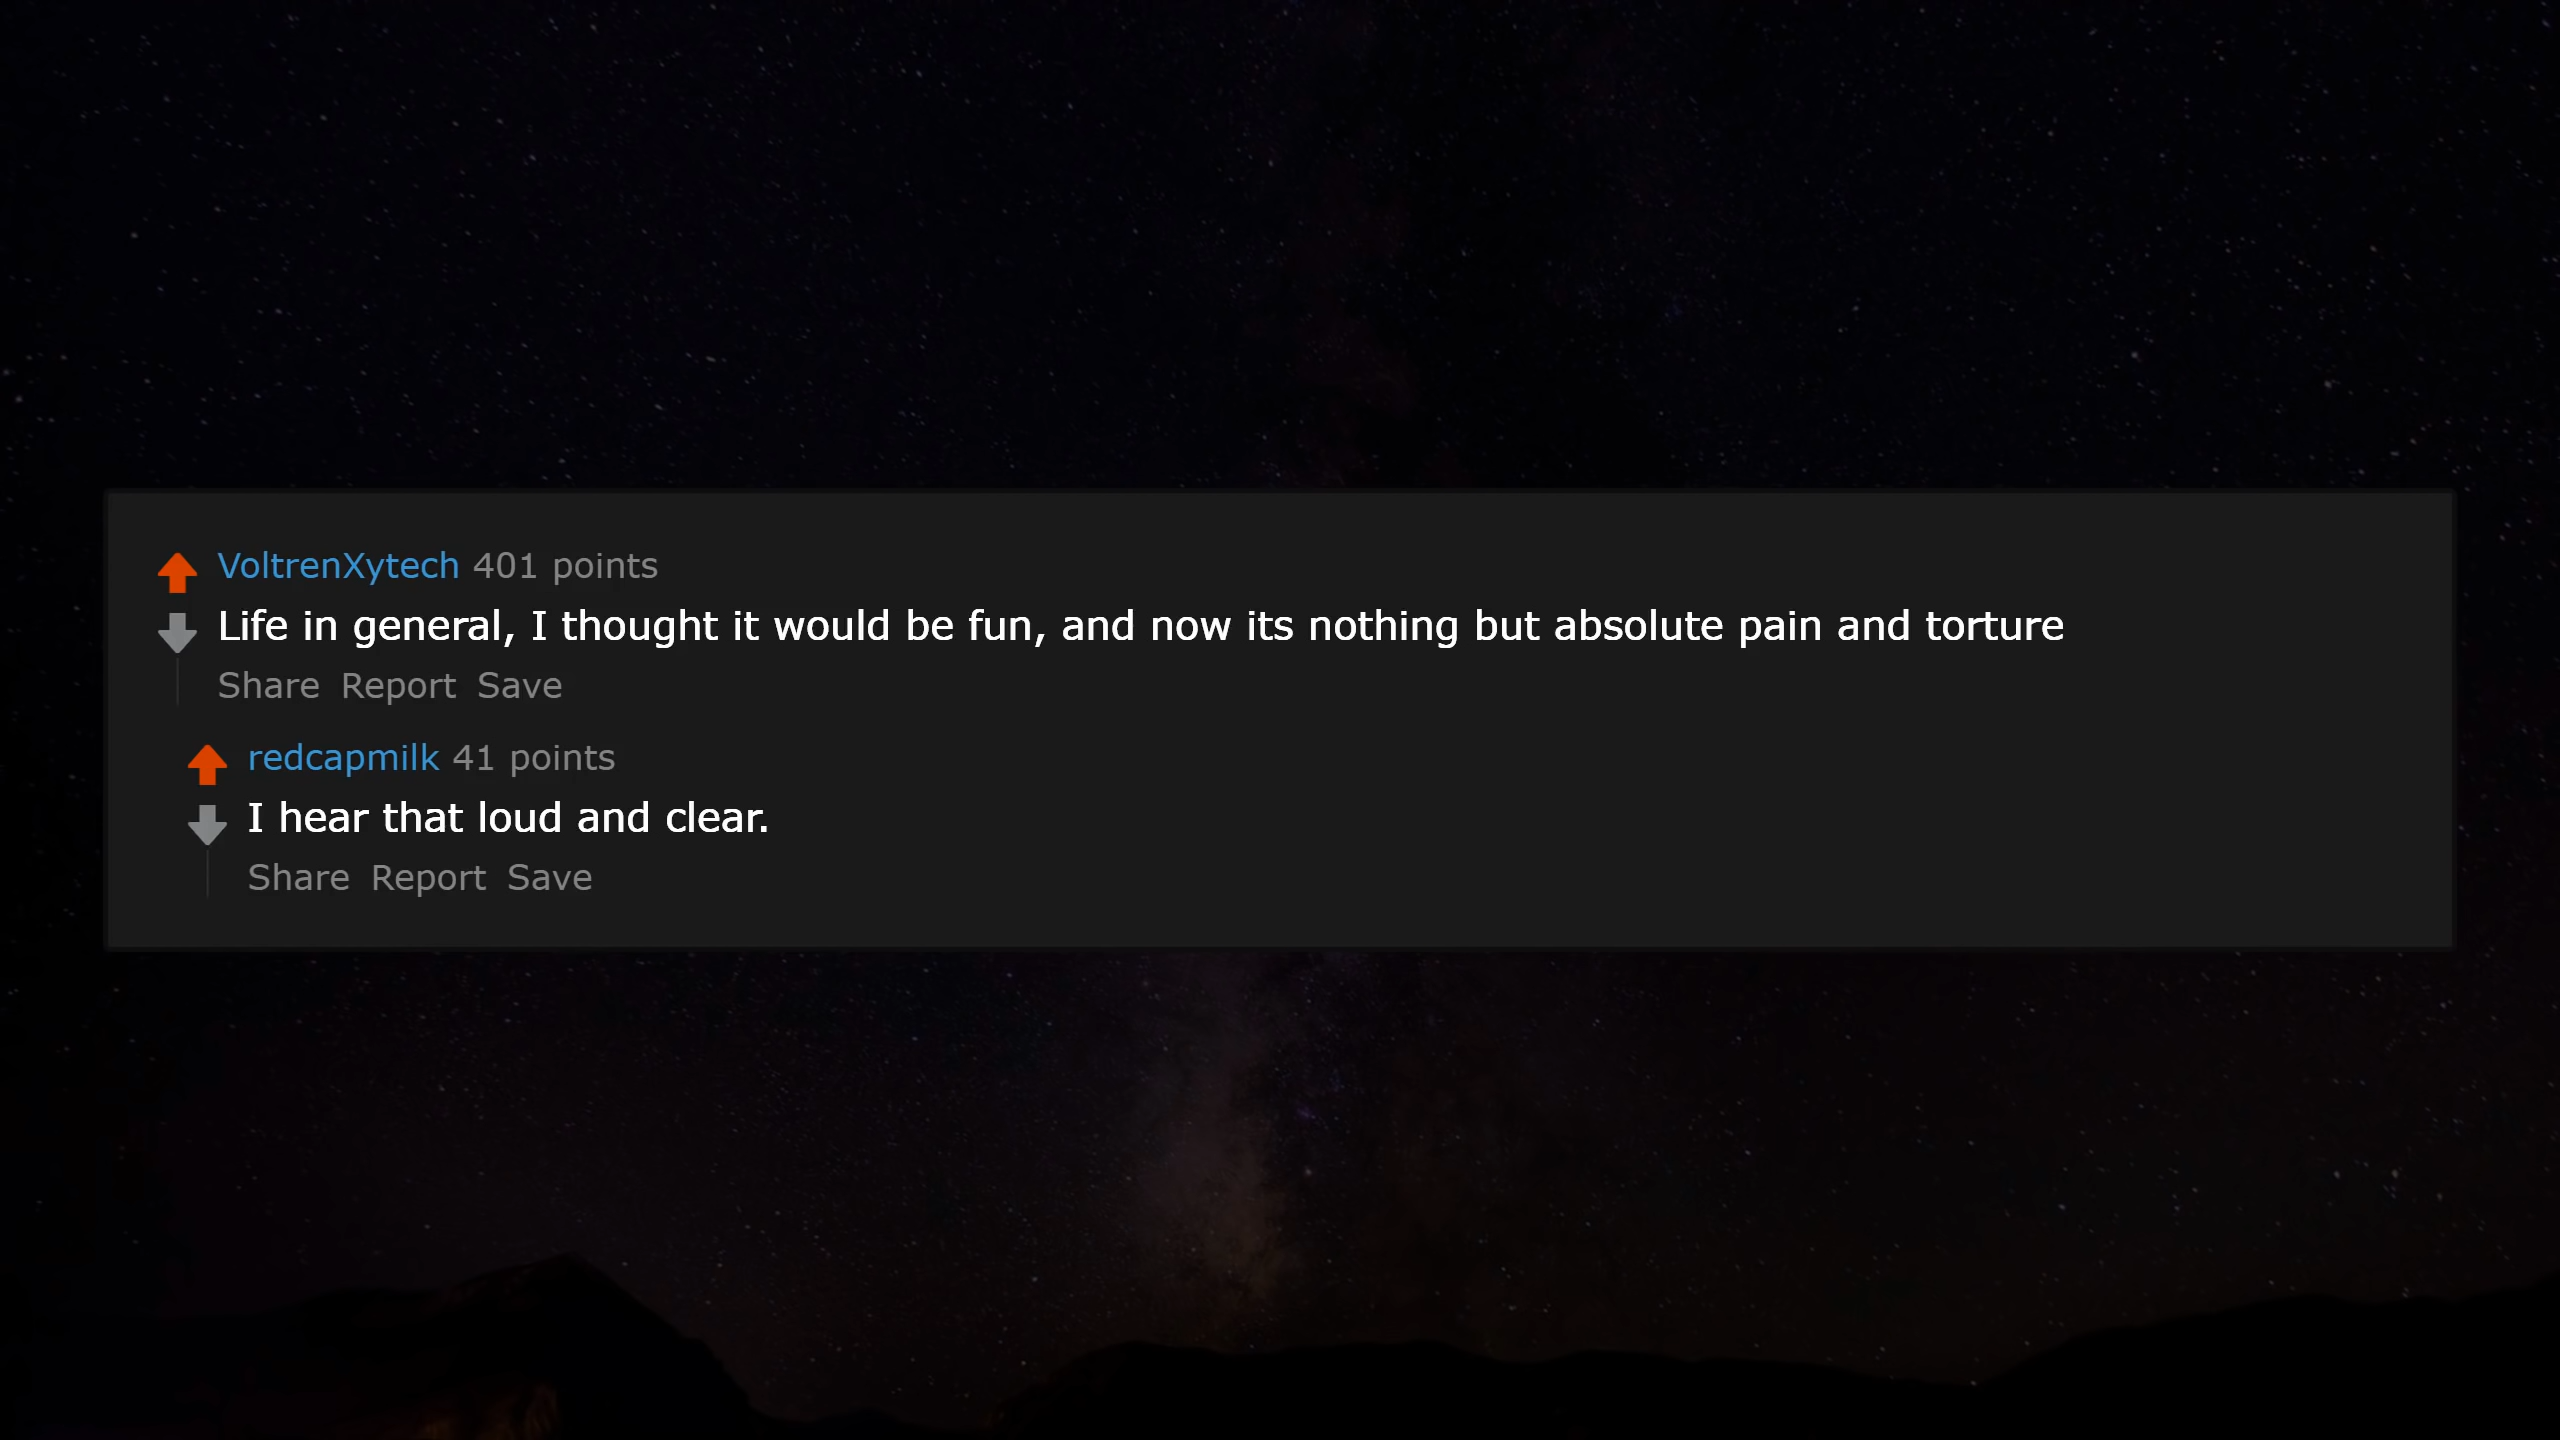 VoltrenXytech 401 points
Life in general, I thought it would be fun, and now its nothing but absolute pain and torture
Share Report Save
redcapmilk 41 points
I hear that loud and clear.
Share Report Save